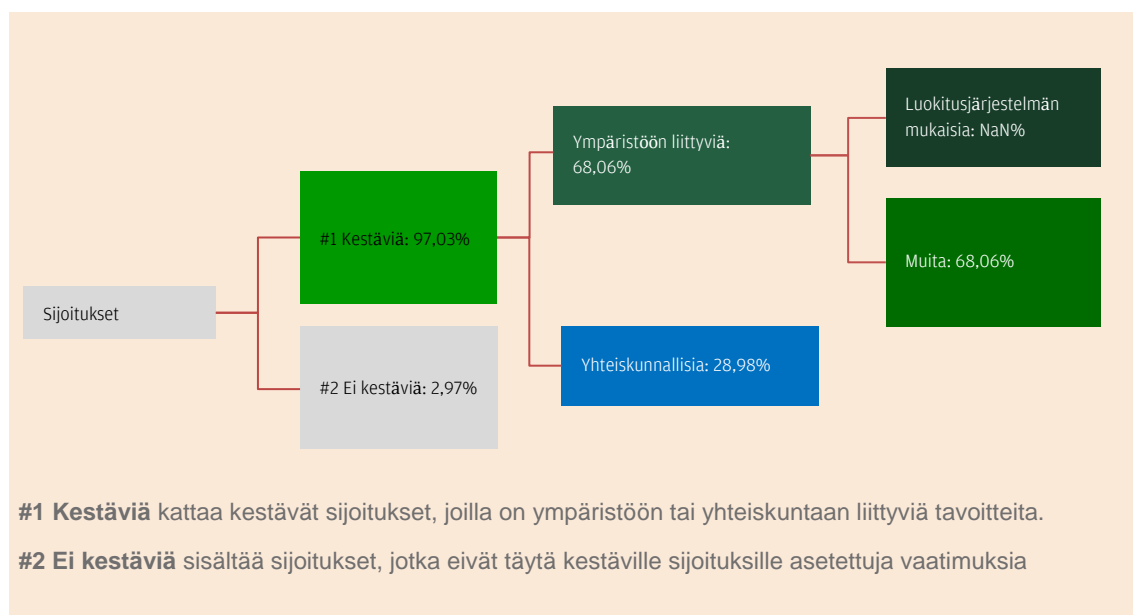 Sijoitukset
#1 Kestäviä: 97,03%
#2 Ei kestäviä: 2,97%
Ympäristöön liittyviä:
68,06%
Yhteiskunnallisia: 28,98%
Luokitusjärjestelmän
mukaisia: NaN%
Muita: 68,06%
#1 Kestäviä kattaa kestävät sijoitukset, joilla on ympäristöön tai yhteiskuntaan liittyviä tavoitteita.
#2 Ei kestäviä sisältää sijoitukset, jotka eivät täytä kestäville sijoituksille asetettuja vaatimuksia